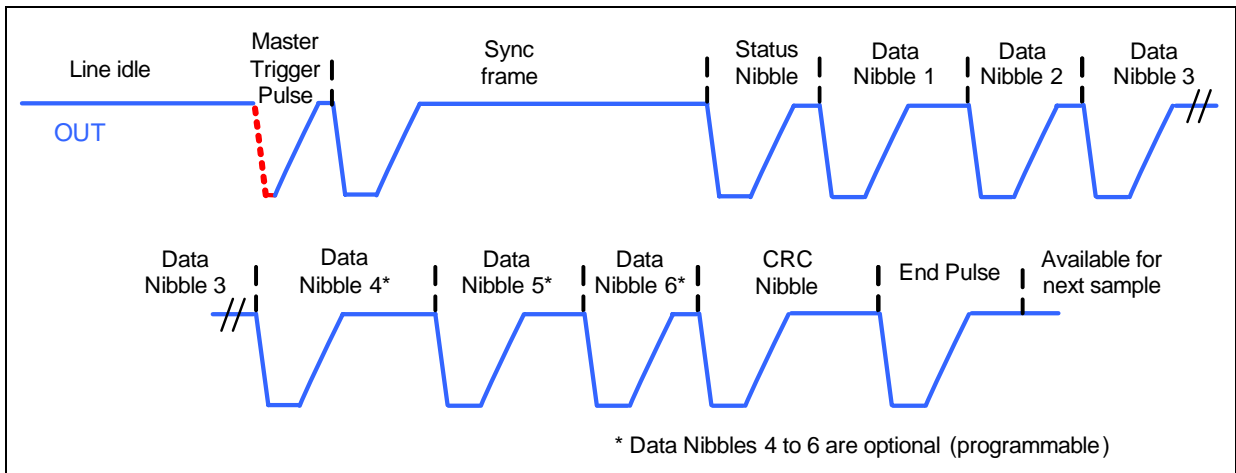 Line idle
Master
Trigger
Pulse
Sync
frame
Status
Nibble
Data
Nibble 1
Data
Nibble 2
Data
Nibble 3
OUT
Data
Nibble 3
Data
Nibble 4*
Data
Nibble 5*
Data
Nibble 6*
CRC
Nibble
End Pulse
Available for
next sample
* Data Nibbles 4 to 6 are optional (programmable)